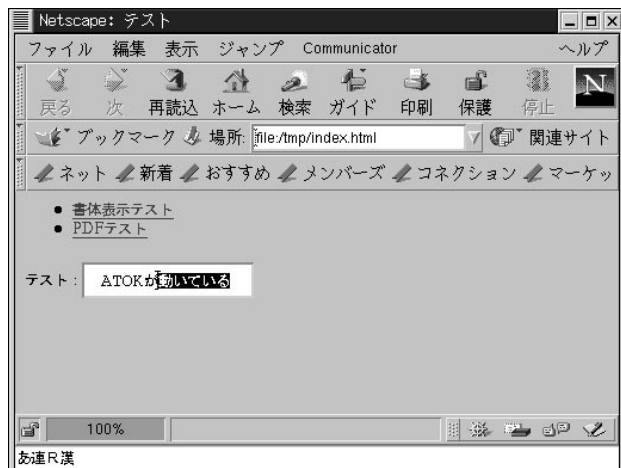 Netscape: テスト
ファイル 編集 表示 ジャンプ Communicator ヘルプ
戻る 次 再読込 ホーム 検索 ガイド 印刷 保護 停止 N
ブックマーク 場所: file:/tmp/index.html 関連サイト
ネット 新着 おすすめ メンバーズ コネクション マーケッ
書体表示テスト
PDFテスト
テスト: ATOKが動いている
100%
あ連R漢